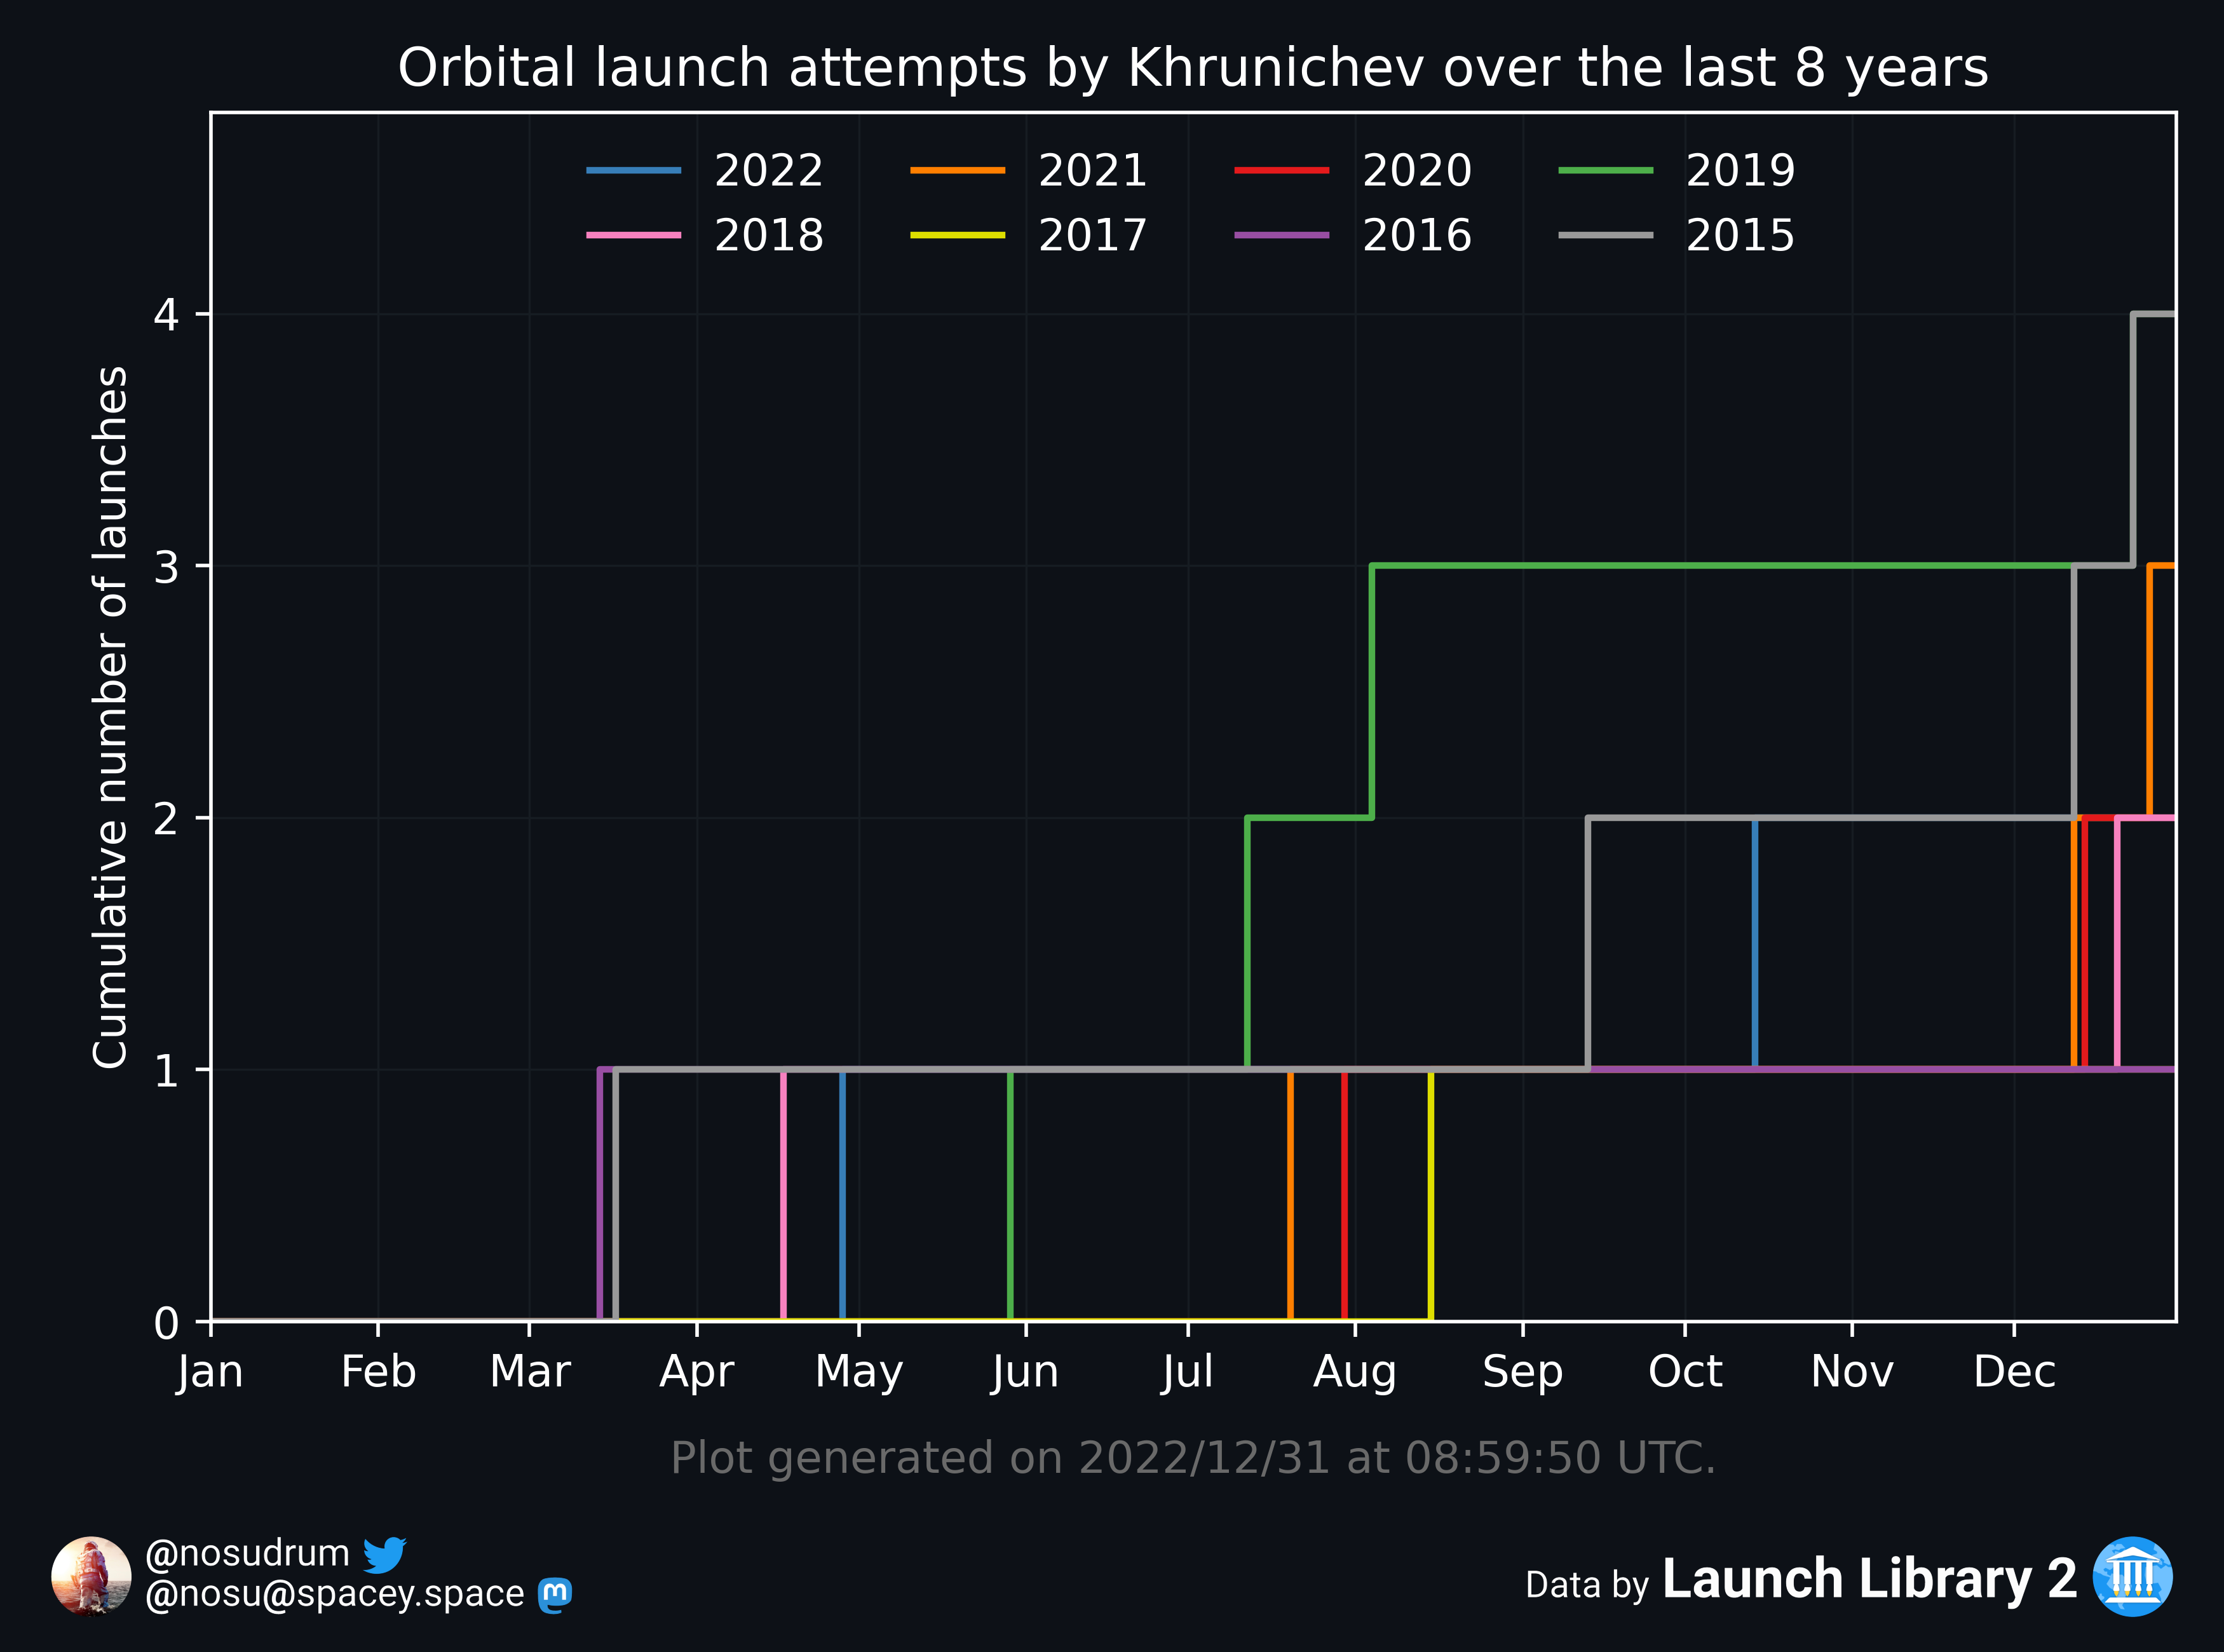 Orbital launch attempts by Khrunichev over the last 8 years
2022 2021 2020 2019
2018 2017 2016 2015
Cumulative number of launches
4
3
2
1
0
Jan Feb Mar Apr May Jun Jul Aug Sep Oct Nov Dec
Plot generated on 2022/12/31 at 08:59:50 UTC.
@nosudrum
@nosu@spacey.space
Data by Launch Library 2